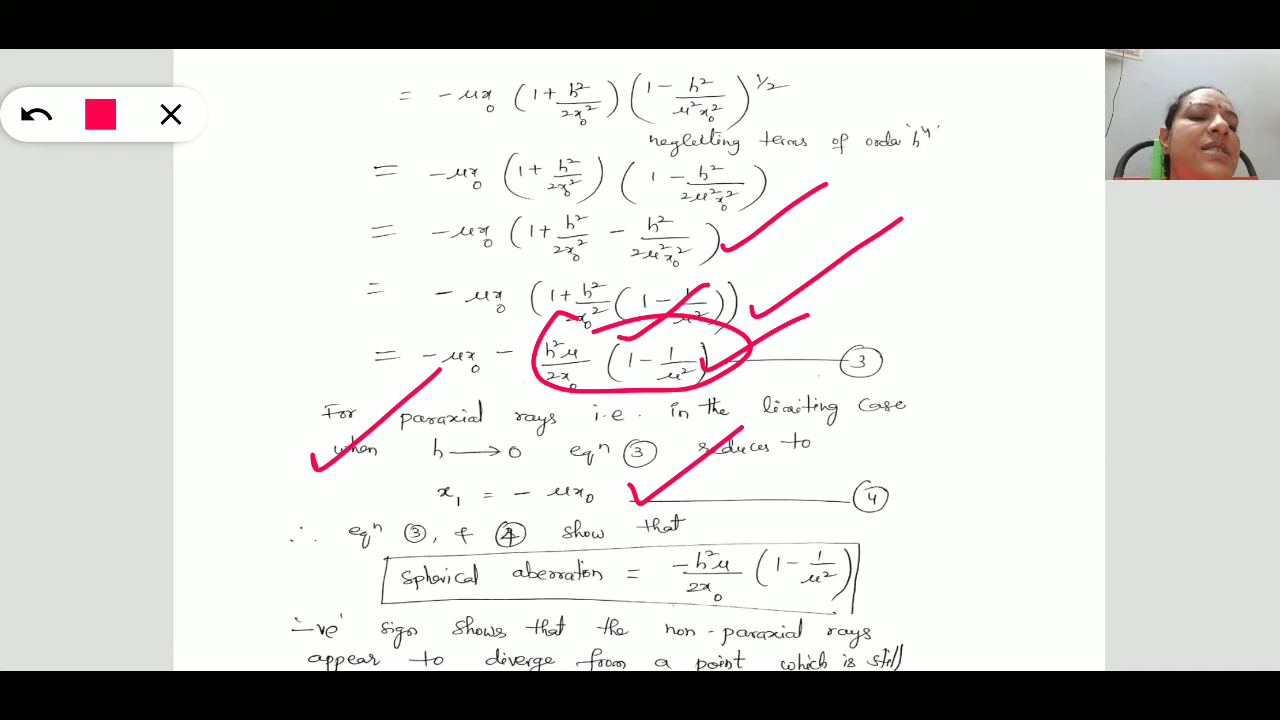 = - μx₀ (1 + h²/2x₀²) (1 - h²/μ²x₀²)^1/2
neglecting terms of order 'h⁴'
= -μx₀ (1 + h²/2x₀²) (1 - h²/2μ²x₀²)
= -μx₀ (1 + h²/2x₀² - h²/2μ²x₀²)
= - μx₀ (1 + h²/2x₀² (1 - 1/μ²))
= -μx₀ - h²μ/2x₀ (1 - 1/μ²) ③
For paraxial rays i.e. in the limiting case
when h → 0 eqⁿ ③ reduces to
x₁ = - μx₀ ④
∴ eqⁿ ③, & ④ show that
Spherical aberration = -h²μ/2x₀ (1 - 1/μ²)
'-ve' sign shows that the non-paraxial rays
appear to diverge from a point which is still